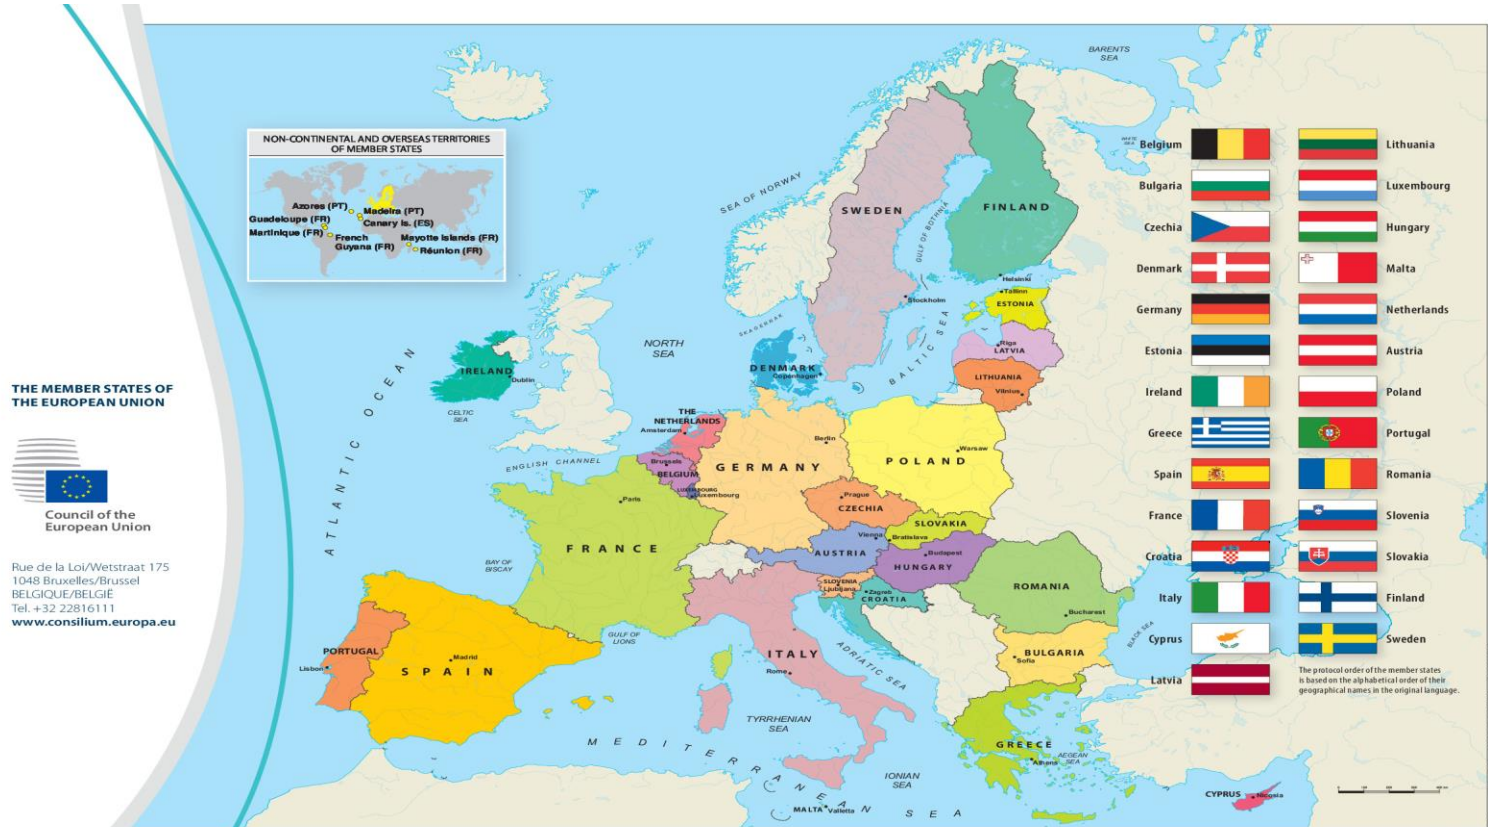 THE MEMBER STATES OF
THE EUROPEAN UNION
Council of the
European Union
Rue de la Loi/Wetstraat 175
1048 Bruxelles/Brussel
BELGIQUE/BELGIË
Tel. +32 22816111
www.consilium.europa.eu
NON-CONTINENTAL AND OVERSEAS TERRITORIES
OF MEMBER STATES
Azores (PT)
Madeira (PT)
Guadeloupe (FR)
Canary Is. (ES)
Martinique (FR)
French
Guyana (FR)
Mayotte Islands (FR)
Réunion (FR)
BARENTS
SEA
WHITE
SEA
SEA OF NORWAY
SWEDEN
FINLAND
GULF OF BOTHNIA
Helsinki
Tallinn
Stockholm
ESTONIA
SKAGERRAK
NORTH
SEA
BALTIC SEA
Riga
LATVIA
DENMARK
Copenhagen
LITHUANIA
Vilnius
IRELAND
Dublin
CELTIC
SEA
ATLANTIC OCEAN
THE
NETHERLANDS
Amsterdam
Berlin
Warsaw
ENGLISH CHANNEL
Brussels
BELGIUM
GERMANY
POLAND
LUXEMBOURG
Luxembourg
Paris
Prague
CZECHIA
SLOVAKIA
Vienna
Bratislava
FRANCE
AUSTRIA
Budapest
HUNGARY
BAY OF
BISCAY
SLOVENIA
Ljubljana
Zagreb
CROATIA
ROMANIA
Bucharest
GULF OF
LIONS
BLACK SEA
PORTUGAL
Lisbon
Madrid
SPAIN
ITALY
Rome
ADRIATIC SEA
BULGARIA
Sofia
TYRRHENIAN
SEA
MEDITERRANEAN SEA
GREECE
Athens
AEGEAN
SEA
IONIAN
SEA
MALTA
Valletta
CYPRUS
Nicosia
Belgium
Bulgaria
Czechia
Denmark
Germany
Estonia
Ireland
Greece
Spain
France
Croatia
Italy
Cyprus
Latvia
Lithuania
Luxembourg
Hungary
Malta
Netherlands
Austria
Poland
Portugal
Romania
Slovenia
Slovakia
Finland
Sweden
The protocol order of the member states
is based on the alphabetical order of their
geographical names in the original language.